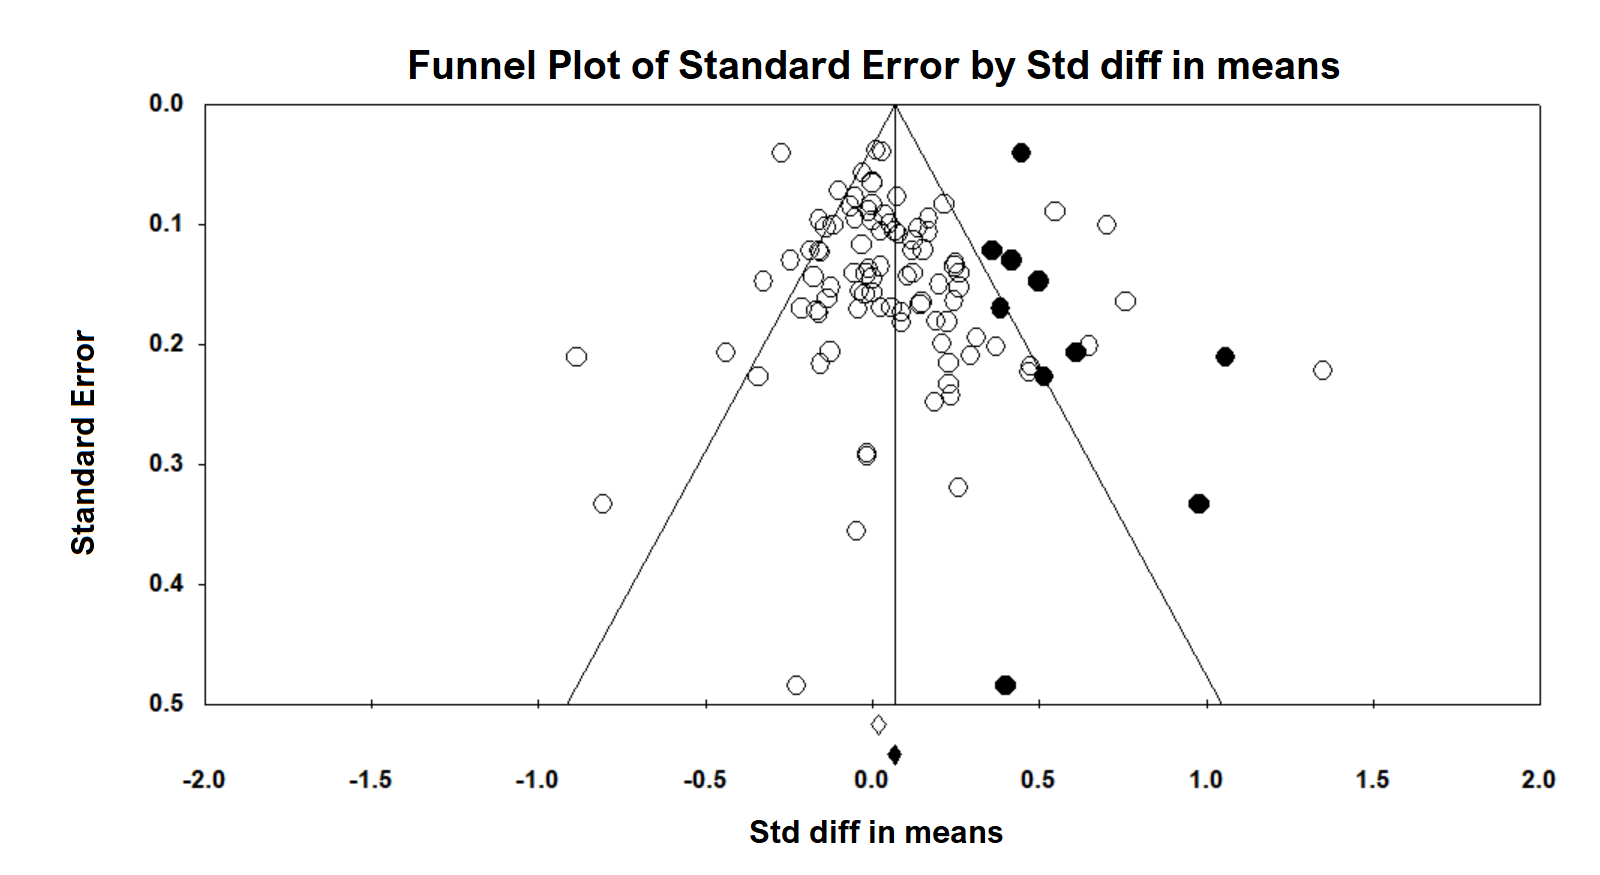 Funnel Plot of Standard Error by Std diff in means
0.0
0.1
0.2
0.3
0.4
0.5
Standard Error
-2.0 -1.5 -1.0 -0.5 0.0 0.5 1.0 1.5 2.0
Std diff in means